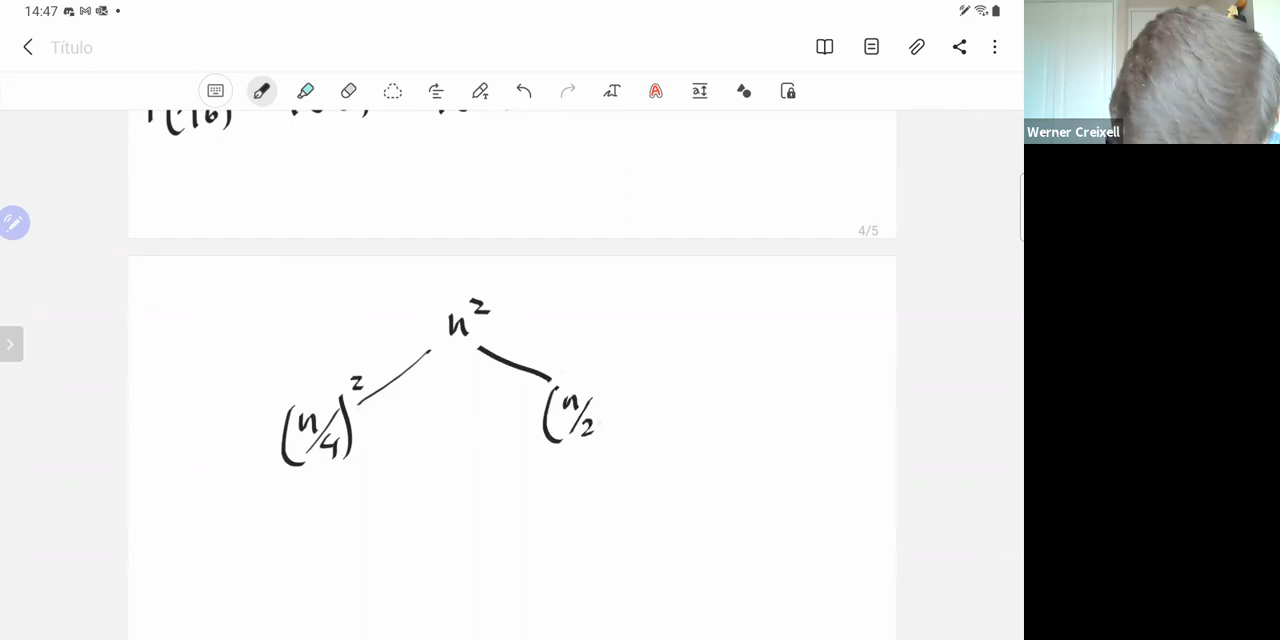 14:47
Título
Werner Creixell
4/5
n²
(n/4)²
(n/2